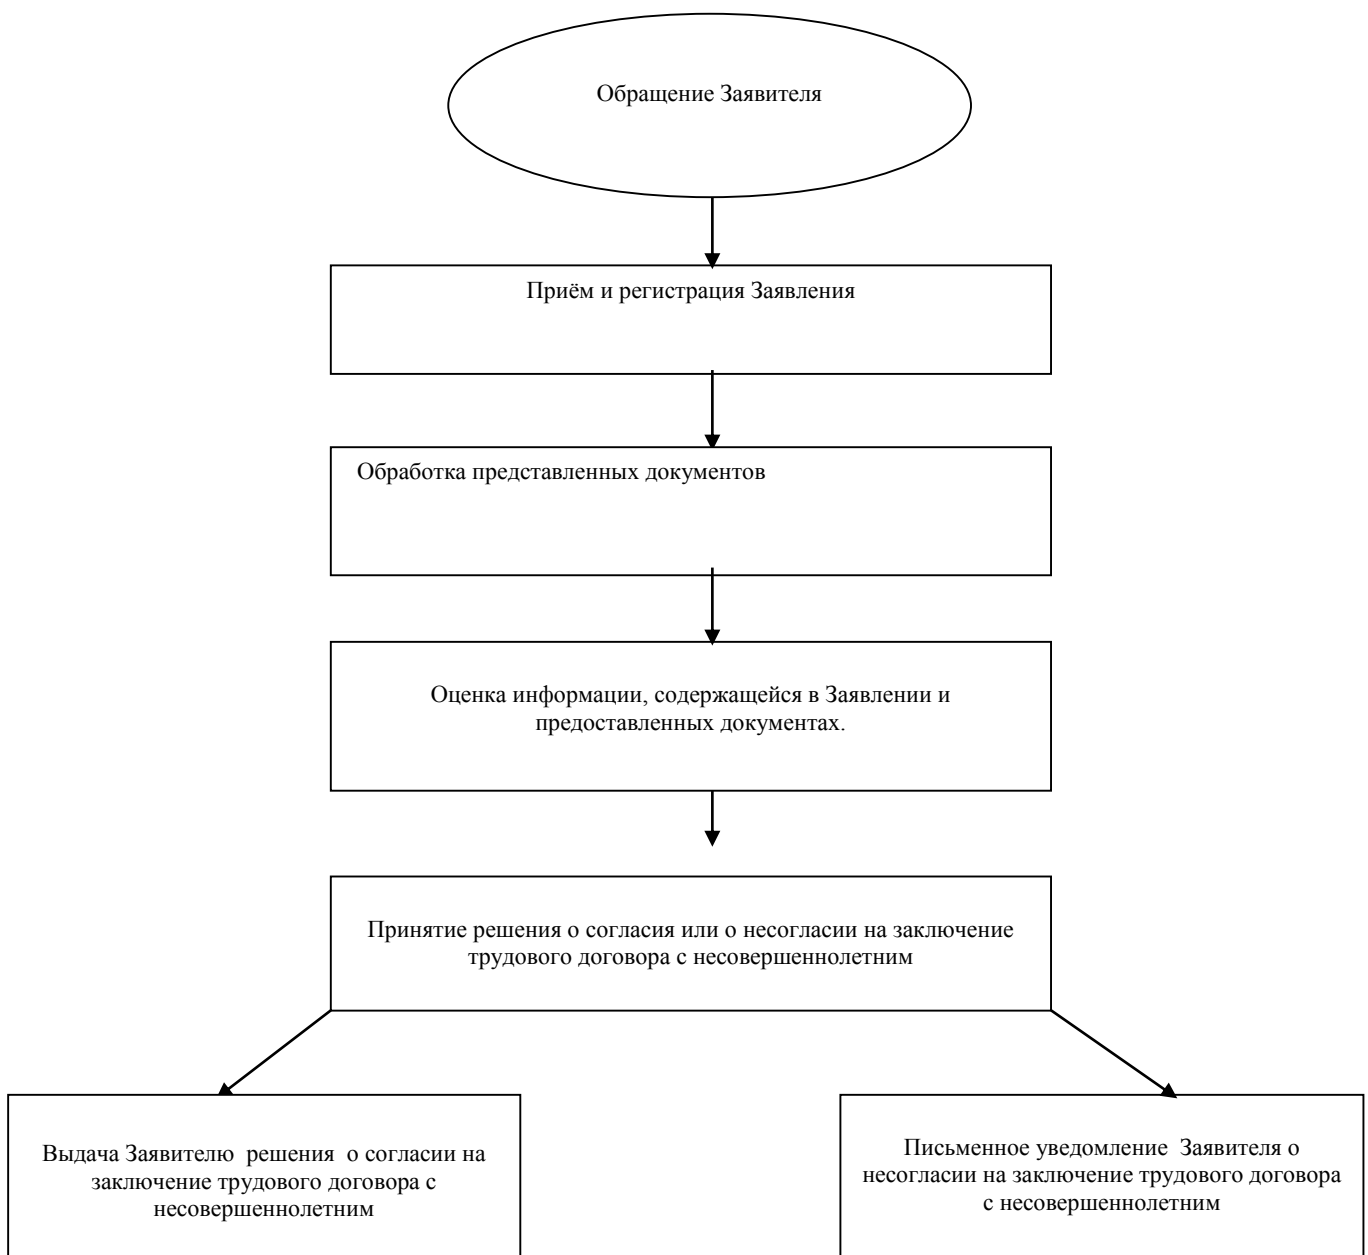 Обращение Заявителя
Приём и регистрация Заявления
Обработка представленных документов
Оценка информации, содержащейся в Заявлении и
предоставленных документах.
Принятие решения о согласия или о несогласии на заключение
трудового договора с несовершеннолетним
Выдача Заявителю  решения  о согласии на
заключение трудового договора с
несовершеннолетним
Письменное уведомление  Заявителя о
несогласии на заключение трудового договора
с несовершеннолетним